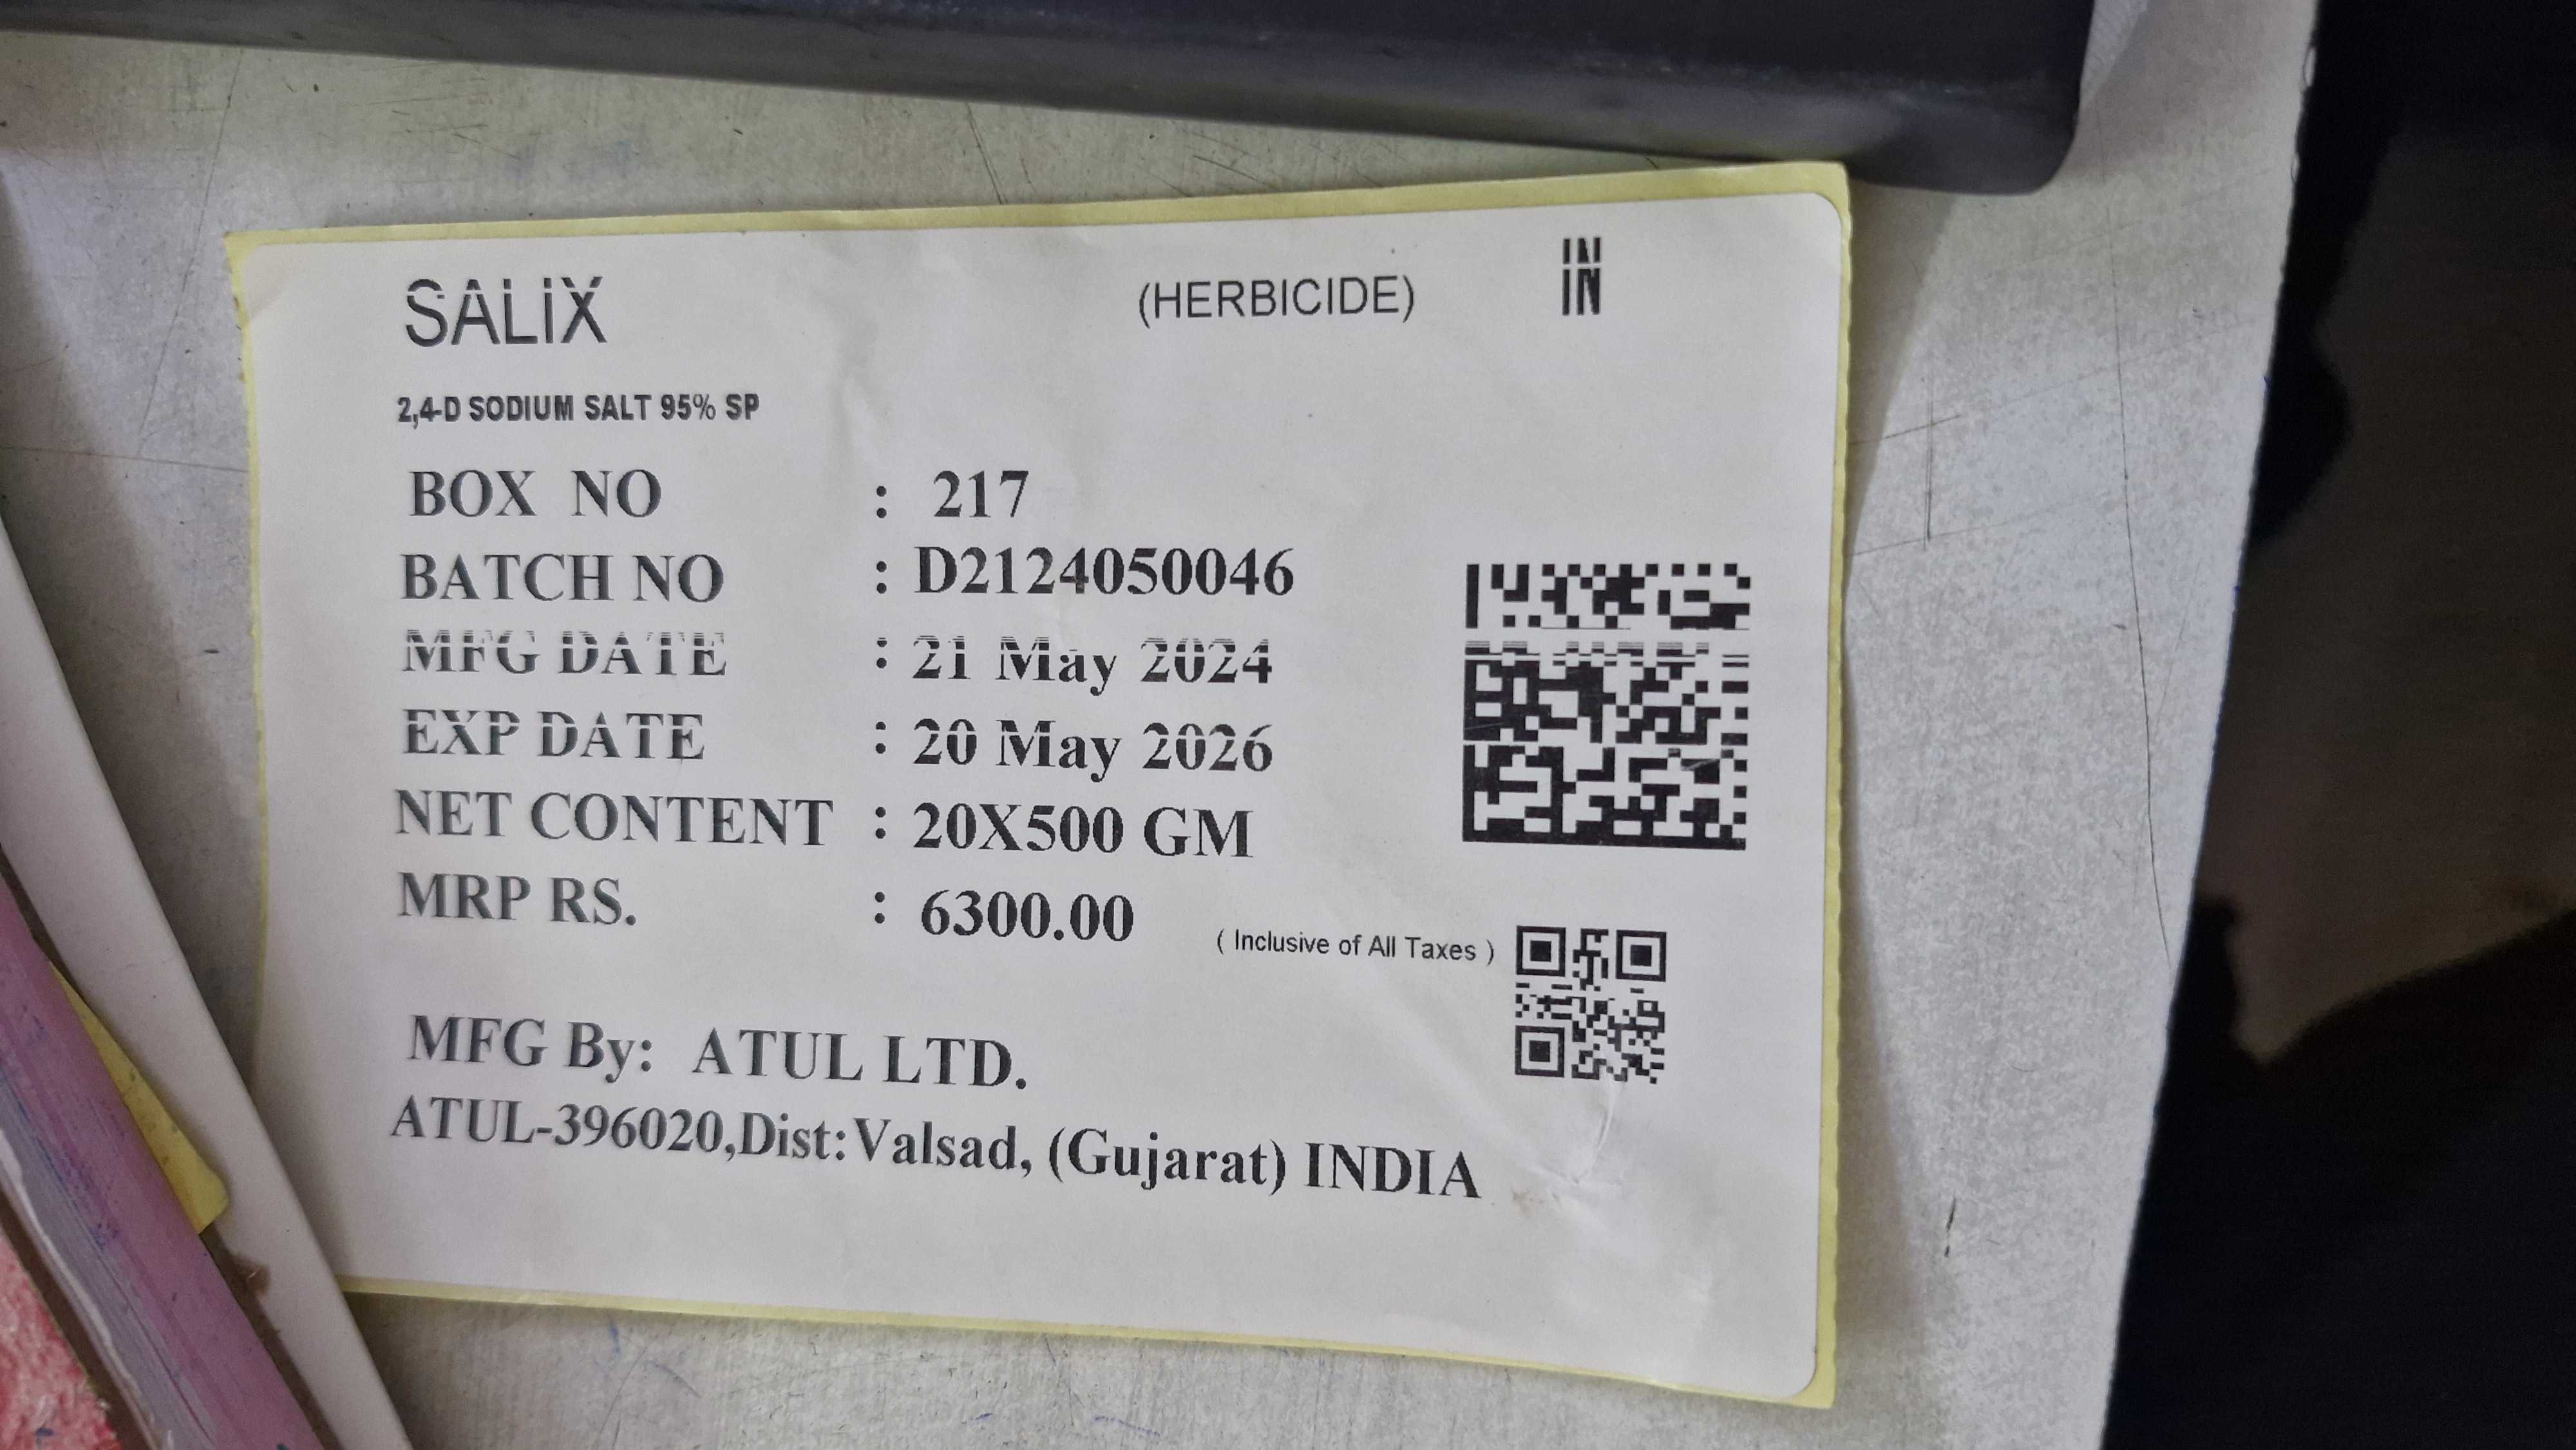 SALIX (HERBICIDE) IN
2,4-D SODIUM SALT 95% SP
BOX NO : 217
BATCH NO : D2124050046
MFG DATE : 21 May 2024
EXP DATE : 20 May 2026
NET CONTENT : 20X500 GM
MRP RS. : 6300.00 ( Inclusive of All Taxes )
MFG By: ATUL LTD.
ATUL-396020,Dist:Valsad, (Gujarat) INDIA